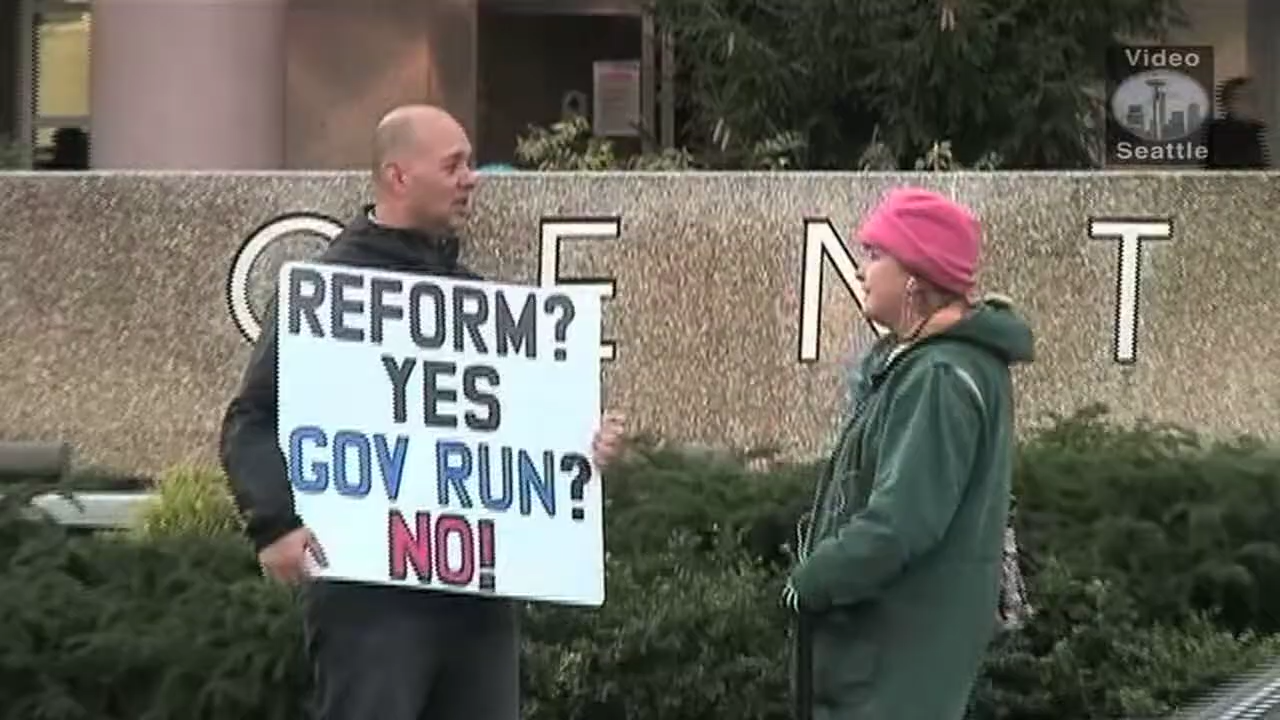 Video
Seattle
C E N T
REFORM?
YES
GOV RUN?
NO!